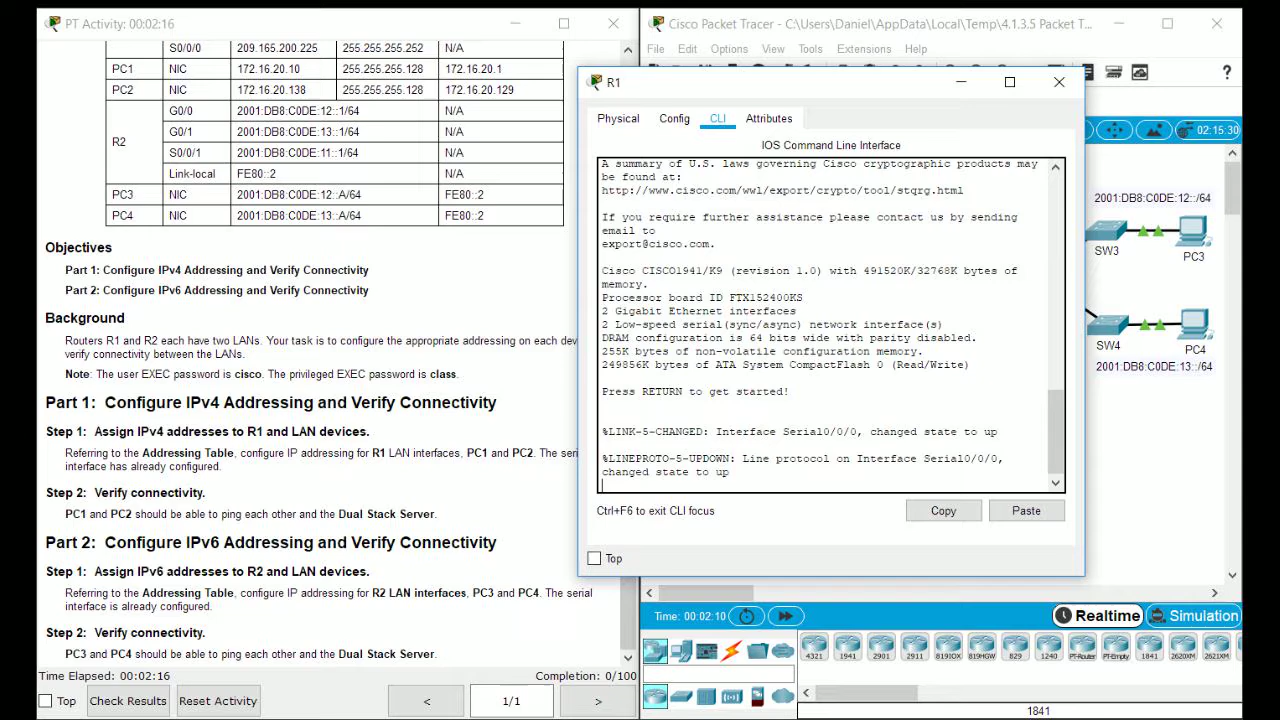 PT Activity: 00:02:16
S0/0/0 209.165.200.225 255.255.255.252 N/A
PC1 NIC 172.16.20.10 255.255.255.128 172.16.20.1
PC2 NIC 172.16.20.138 255.255.255.128 172.16.20.129
R2 G0/0 2001:DB8:C0DE:12::1/64 N/A
G0/1 2001:DB8:C0DE:13::1/64 N/A
S0/0/1 2001:DB8:C0DE:11::1/64 N/A
Link-local FE80::2 N/A
PC3 NIC 2001:DB8:C0DE:12::A/64 FE80::2
PC4 NIC 2001:DB8:C0DE:13::A/64 FE80::2
Objectives
Part 1: Configure IPv4 Addressing and Verify Connectivity
Part 2: Configure IPv6 Addressing and Verify Connectivity
Background
Routers R1 and R2 each have two LANs. Your task is to configure the appropriate addressing on each
verify connectivity between the LANs.
Note: The user EXEC password is cisco. The privileged EXEC password is class.
Part 1: Configure IPv4 Addressing and Verify Connectivity
Step 1: Assign IPv4 addresses to R1 and LAN devices.
Referring to the Addressing Table, configure IP addressing for R1 LAN interfaces, PC1 and PC2. The
interface has already configured.
Step 2: Verify connectivity.
PC1 and PC2 should be able to ping each other and the Dual Stack Server.
Part 2: Configure IPv6 Addressing and Verify Connectivity
Step 1: Assign IPv6 addresses to R2 and LAN devices.
Referring to the Addressing Table, configure IP addressing for R2 LAN interfaces, PC3 and PC4. The serial
interface is already configured.
Step 2: Verify connectivity.
PC3 and PC4 should be able to ping each other and the Dual Stack Server.
Time Elapsed: 00:02:16 Completion: 0/100
Top Check Results Reset Activity < 1/1 >
Cisco Packet Tracer - C:\Users\Daniel\AppData\Local\Temp\4.1.3.5 Packet T...
File Edit Options View Tools Extensions Help
?
02:15:30
R1
Physical Config CLI Attributes
IOS Command Line Interface
A summary of U.S. laws governing Cisco cryptographic products may
be found at:
http://www.cisco.com/wwl/export/crypto/tool/stqrg.html
If you require further assistance please contact us by sending
email to
export@cisco.com.
Cisco CISCO1941/K9 (revision 1.0) with 491520K/32768K bytes of
memory.
Processor board ID FTX152400KS
2 Gigabit Ethernet interfaces
2 Low-speed serial(sync/async) network interface(s)
DRAM configuration is 64 bits wide with parity disabled.
255K bytes of non-volatile configuration memory.
249856K bytes of ATA System CompactFlash 0 (Read/Write)
Press RETURN to get started!
%LINK-5-CHANGED: Interface Serial0/0/0, changed state to up
%LINEPROTO-5-UPDOWN: Line protocol on Interface Serial0/0/0,
changed state to up
Ctrl+F6 to exit CLI focus Copy Paste
Top
2001:DB8:C0DE:12::/64
SW3
PC3
SW4
PC4
2001:DB8:C0DE:13::/64
Time: 00:02:10 Realtime Simulation
4321 1941 2901 2911 819IOX 819HGW 829 1240 PT-Router PT-Empty 1841 2620XM 2621XM
1841